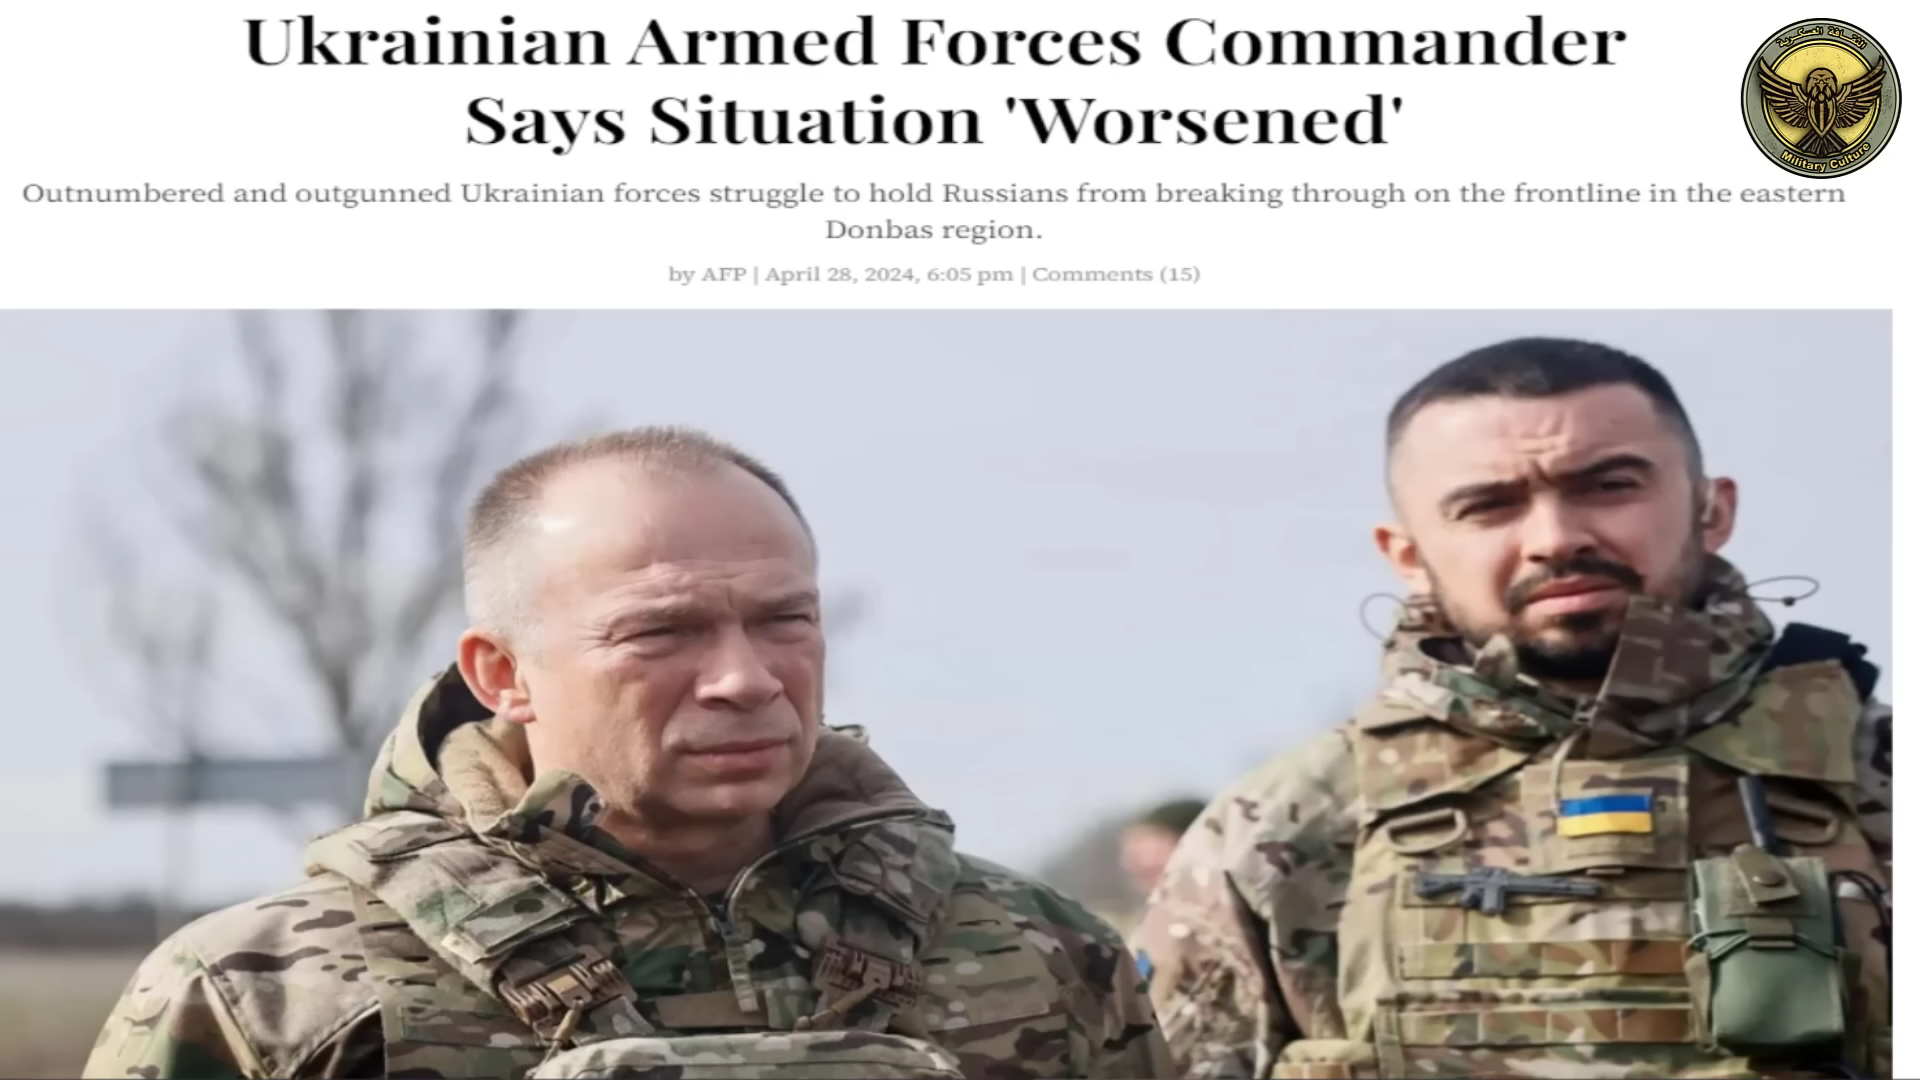 Ukrainian Armed Forces Commander
Says Situation 'Worsened'
Outnumbered and outgunned Ukrainian forces struggle to hold Russians from breaking through on the frontline in the eastern
Donbas region.
by AFP | April 28, 2024, 6:05 pm | Comments (15)
الثقافة العسكرية
Military Culture